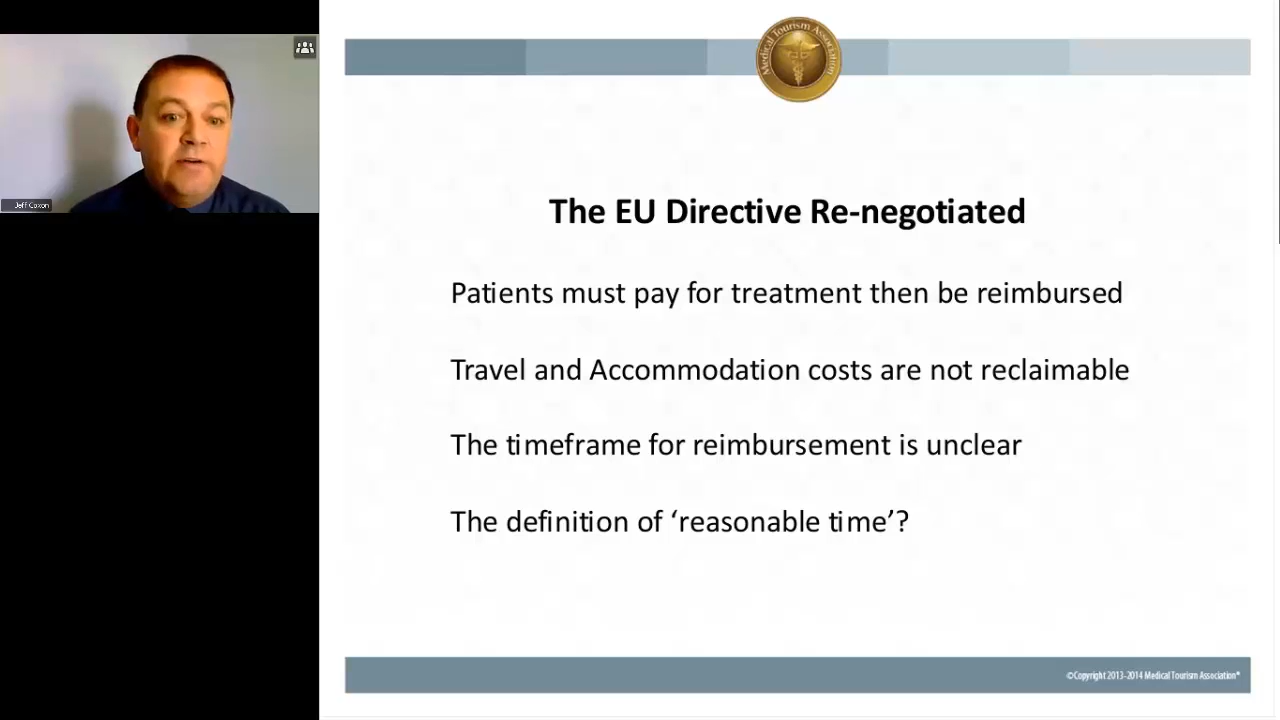 Jeff Coxon
Medical Tourism Association
The EU Directive Re-negotiated
Patients must pay for treatment then be reimbursed
Travel and Accommodation costs are not reclaimable
The timeframe for reimbursement is unclear
The definition of ‘reasonable time’?
©Copyright 2013-2014 Medical Tourism Association®